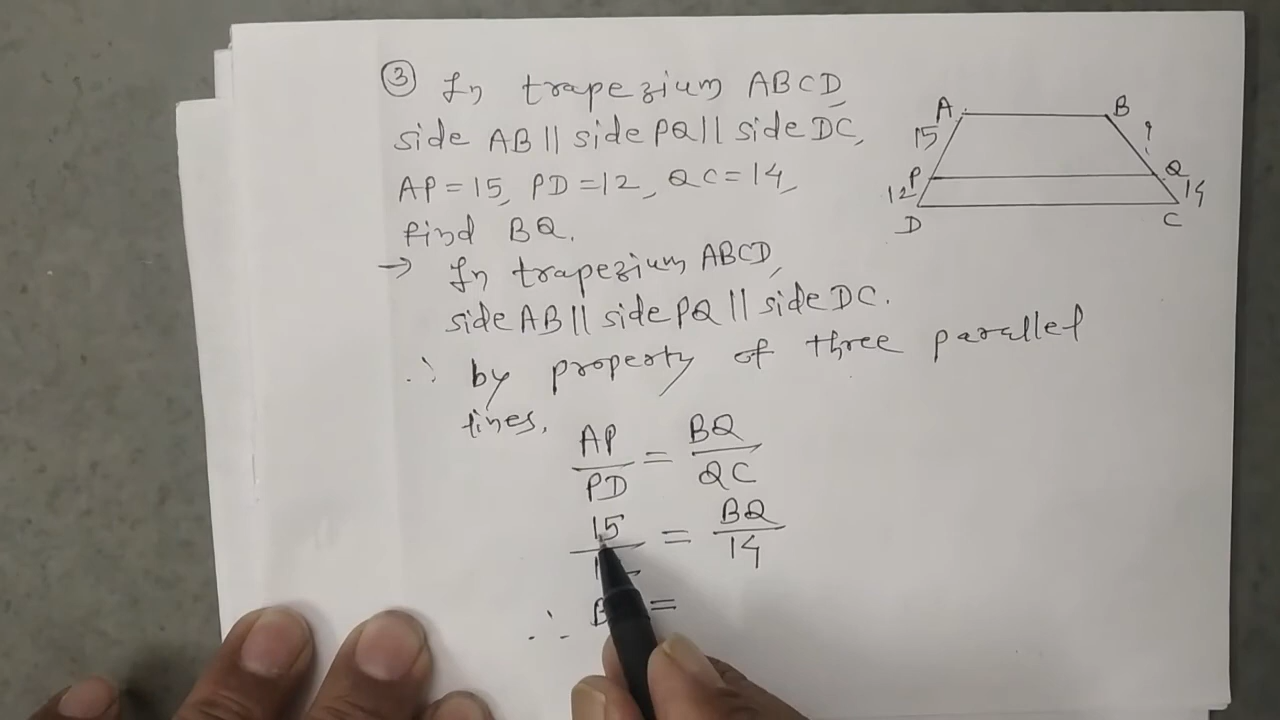 ③ In trapezium ABCD,
side AB || side PQ || side DC,
AP = 15, PD = 12, QC = 14,
find BQ.
→ In trapezium ABCD,
side AB || side PQ || side DC.
∴ by property of three parallel
lines,
AP/PD = BQ/QC
15/12 = BQ/14
∴ B =
A B
15 ?
P Q
12 14
D C